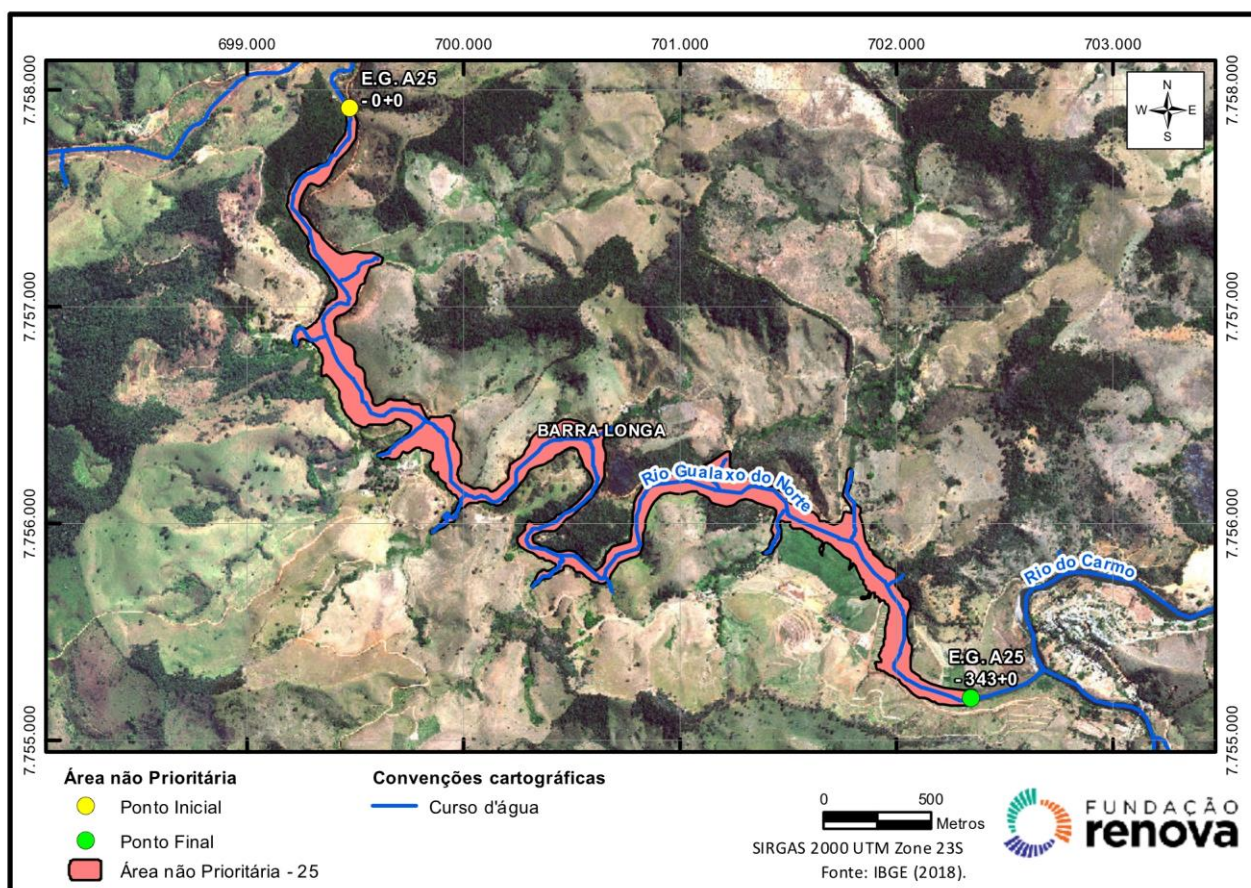 699.000 700.000 701.000 702.000 703.000
7.758.000
7.758.000
E.G. A25
- 0+0
N
W E
S
7.757.000
7.757.000
BARRA LONGA
Rio Gualaxo do Norte
7.756.000
7.756.000
Rio do Carmo
E.G. A25
- 343+0
7.755.000
7.755.000
Área não Prioritária
Ponto Inicial
Ponto Final
Área não Prioritária - 25
Convenções cartográficas
Curso d'água
0 500
Metros
SIRGAS 2000 UTM Zone 23S
Fonte: IBGE (2018).
FUNDAÇÃO
renova